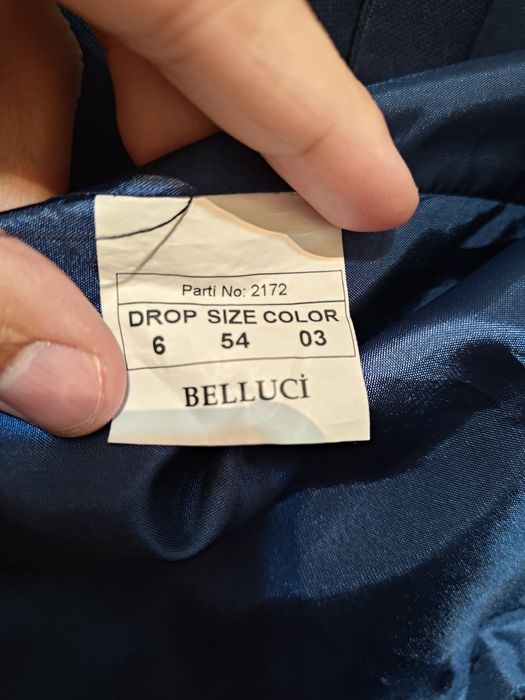 Parti No: 2172
DROP SIZE COLOR
6 54 03
BELLUCİ